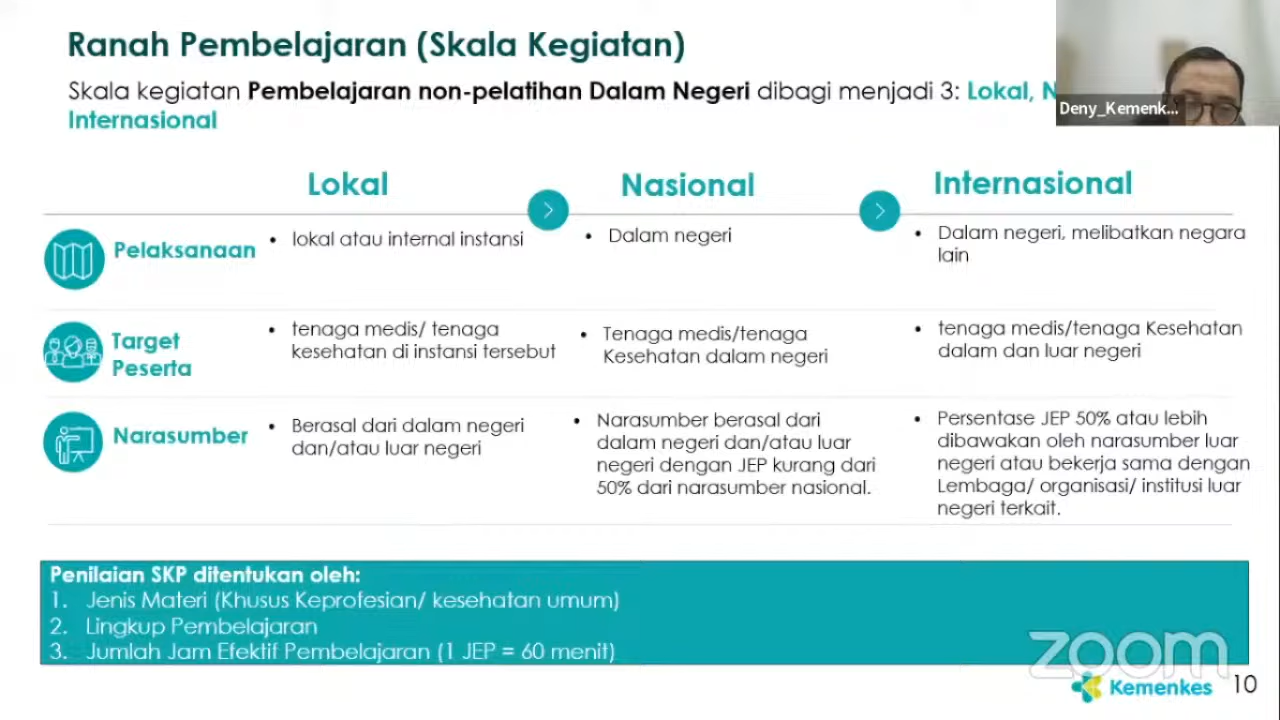 Ranah Pembelajaran (Skala Kegiatan)
Skala kegiatan Pembelajaran non-pelatihan Dalam Negeri dibagi menjadi 3: Lokal,
Internasional
Deny_Kemenk...
Lokal
Nasional
Internasional
Pelaksanaan
• lokal atau internal instansi
• Dalam negeri
• Dalam negeri, melibatkan negara
lain
Target
Peserta
• tenaga medis/ tenaga
kesehatan di instansi tersebut
• Tenaga medis/tenaga
Kesehatan dalam negeri
• tenaga medis/tenaga Kesehatan
dalam dan luar negeri
Narasumber
• Berasal dari dalam negeri
dan/atau luar negeri
• Narasumber berasal dari
dalam negeri dan/atau luar
negeri dengan JEP kurang dari
50% dari narasumber nasional.
• Persentase JEP 50% atau lebih
dibawakan oleh narasumber luar
negeri atau bekerja sama dengan
Lembaga/ organisasi/ institusi luar
negeri terkait.
Penilaian SKP ditentukan oleh:
1. Jenis Materi (Khusus Keprofesian/ kesehatan umum)
2. Lingkup Pembelajaran
3. Jumlah Jam Efektif Pembelajaran (1 JEP = 60 menit)
zoom
Kemenkes
10